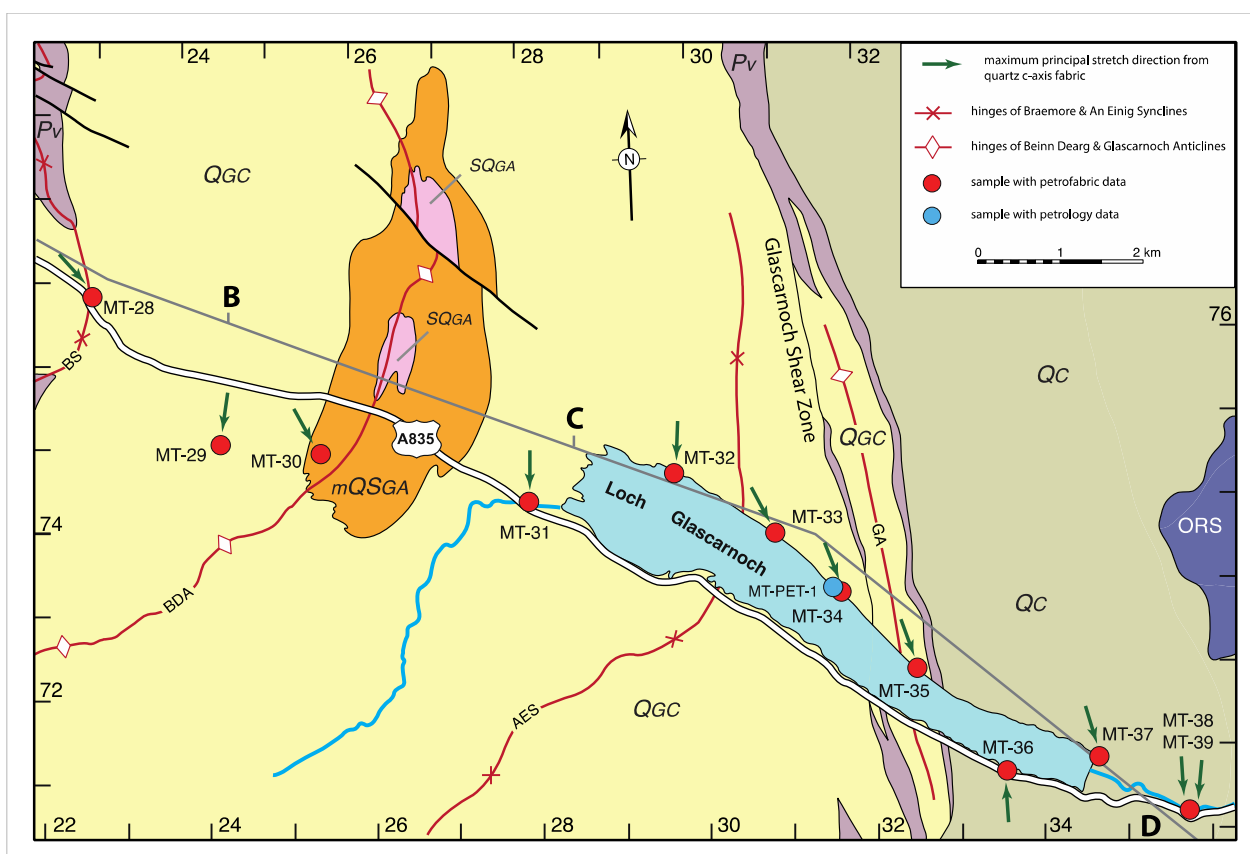 24
26
28
30
32
maximum principal stretch direction from
quartz c-axis fabric
hinges of Braemore & An Einig Synclines
hinges of Beinn Dearg & Glascarnoch Anticlines
sample with petrofabric data
sample with petrology data
0
1
2 km
N
PV
PV
PV
QGC
SQGA
SQGA
Glascarnoch Shear Zone
MT-28
B
BS
76
QC
QGC
C
A835
MT-29
MT-30
mQSGA
MT-31
MT-32
Loch
Glascarnoch
MT-33
GA
ORS
74
MT-PET-1
MT-34
QC
BDA
MT-35
72
AES
QGC
MT-36
MT-37
MT-38
MT-39
D
22
24
26
28
30
32
34